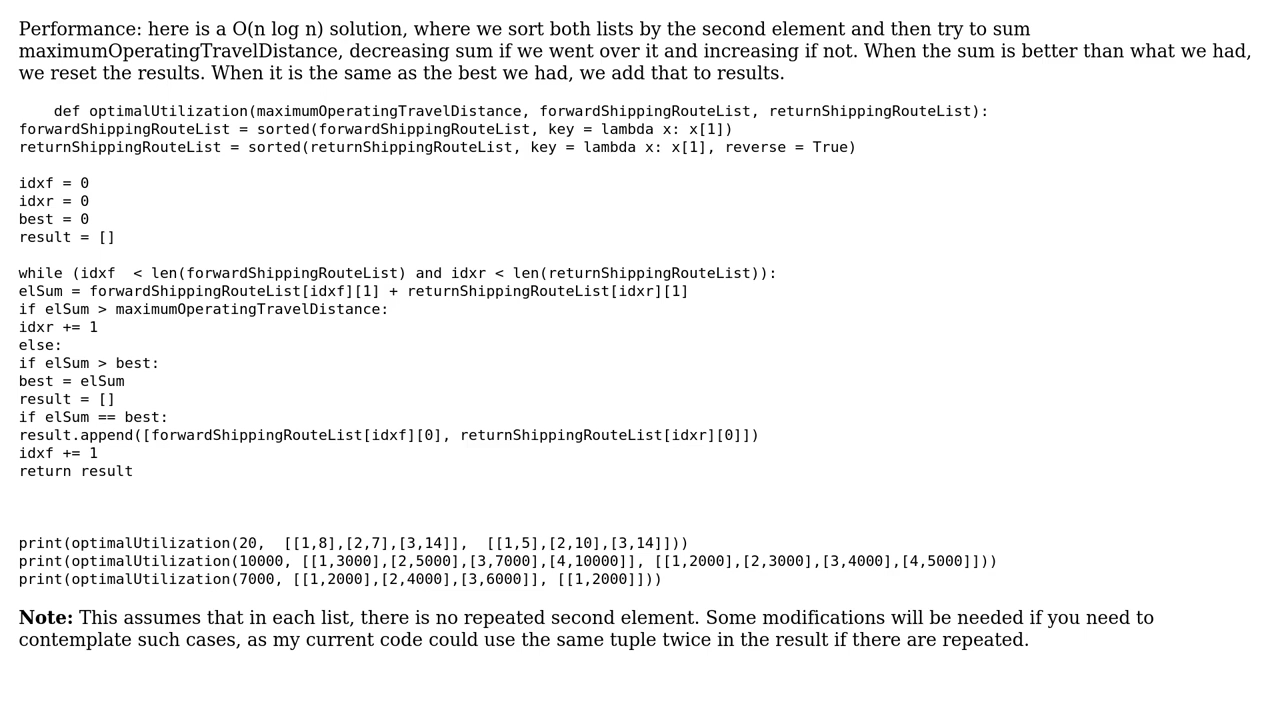 Performance: here is a O(n log n) solution, where we sort both lists by the second element and then try to sum
maximumOperatingTravelDistance, decreasing sum if we went over it and increasing if not. When the sum is better than what we had,
we reset the results. When it is the same as the best we had, we add that to results.
    def optimalUtilization(maximumOperatingTravelDistance, forwardShippingRouteList, returnShippingRouteList):
forwardShippingRouteList = sorted(forwardShippingRouteList, key = lambda x: x[1])
returnShippingRouteList = sorted(returnShippingRouteList, key = lambda x: x[1], reverse = True)
idxf = 0
idxr = 0
best = 0
result = []
while (idxf  < len(forwardShippingRouteList) and idxr < len(returnShippingRouteList)):
elSum = forwardShippingRouteList[idxf][1] + returnShippingRouteList[idxr][1]
if elSum > maximumOperatingTravelDistance:
idxr += 1
else:
if elSum > best:
best = elSum
result = []
if elSum == best:
result.append([forwardShippingRouteList[idxf][0], returnShippingRouteList[idxr][0]])
idxf += 1
return result
print(optimalUtilization(20,  [[1,8],[2,7],[3,14]],  [[1,5],[2,10],[3,14]]))
print(optimalUtilization(10000, [[1,3000],[2,5000],[3,7000],[4,10000]], [[1,2000],[2,3000],[3,4000],[4,5000]]))
print(optimalUtilization(7000, [[1,2000],[2,4000],[3,6000]], [[1,2000]]))
Note: This assumes that in each list, there is no repeated second element. Some modifications will be needed if you need to
contemplate such cases, as my current code could use the same tuple twice in the result if there are repeated.